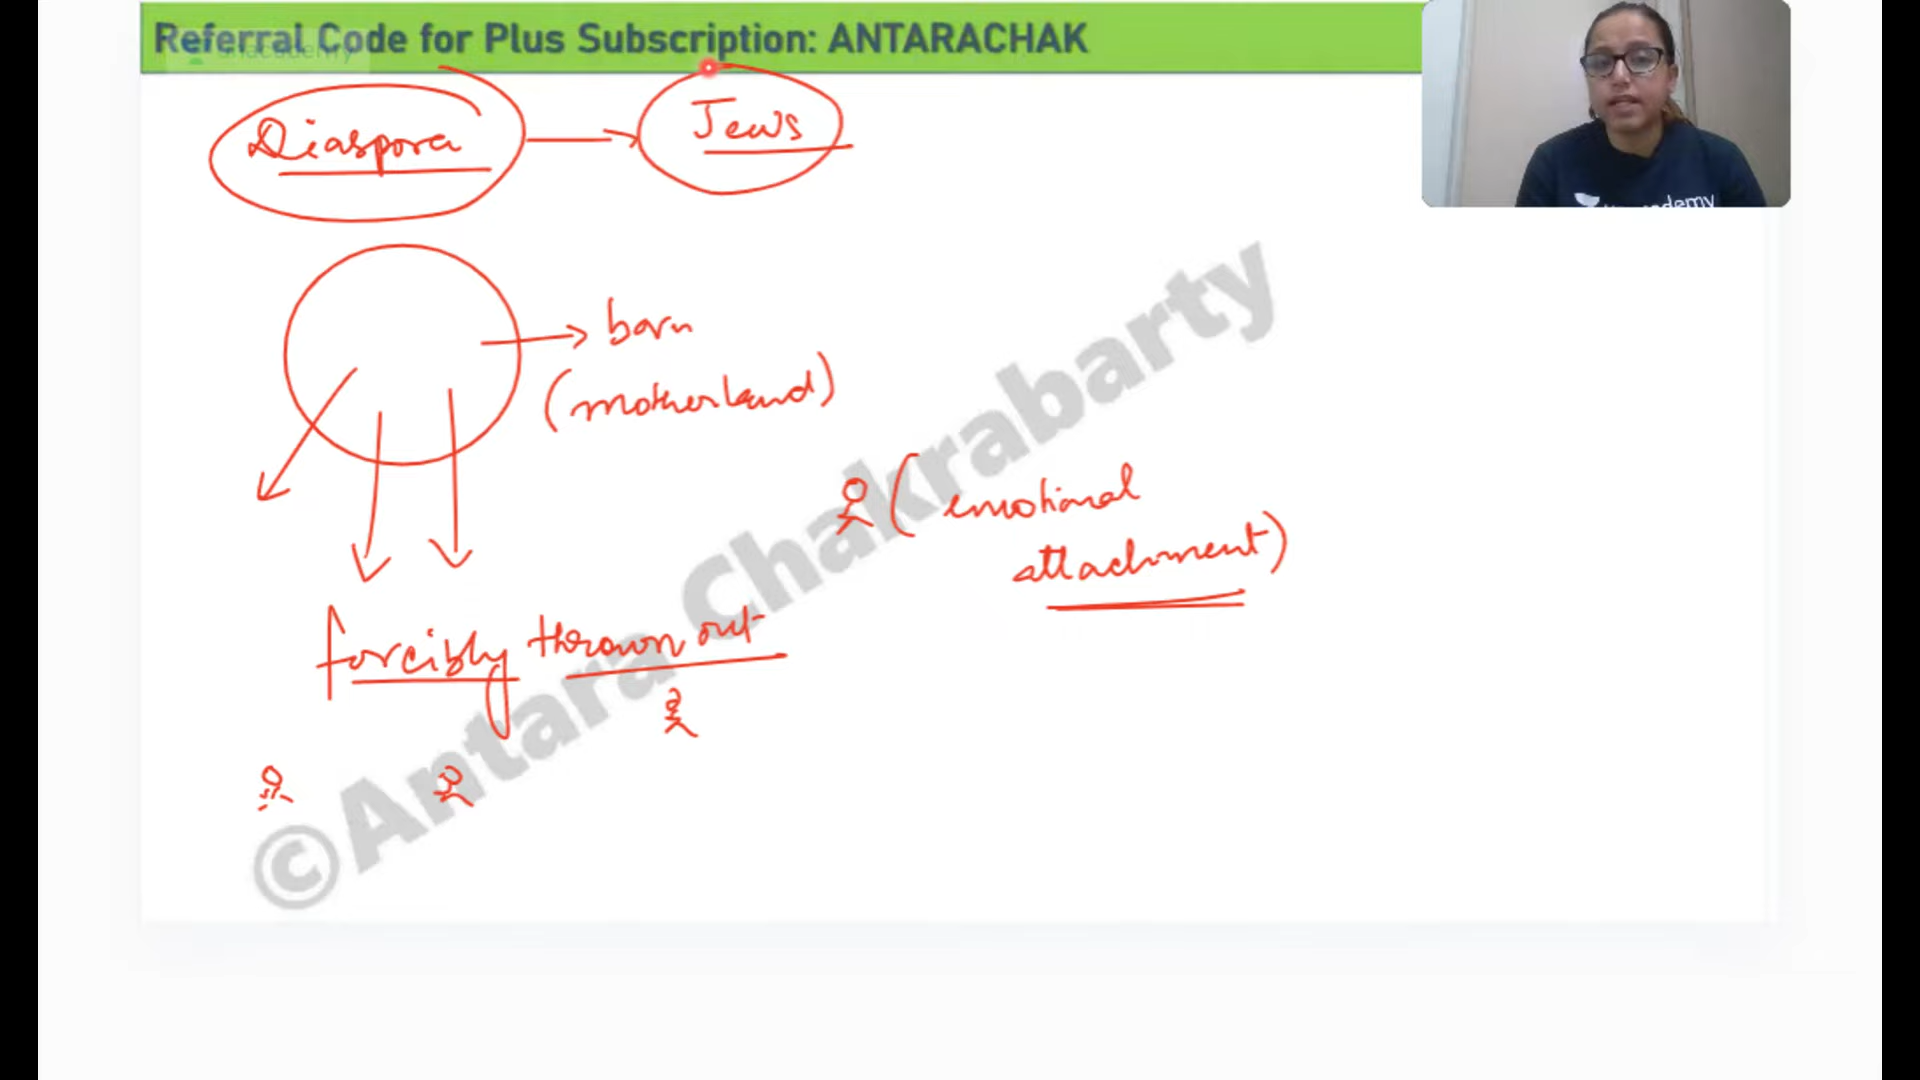 Referral Code for Plus Subscription: ANTARACHAK
Diaspora
Jews
born
(motherland)
(emotional
attachment)
forcibly thrown out
©Antara Chakrabarty